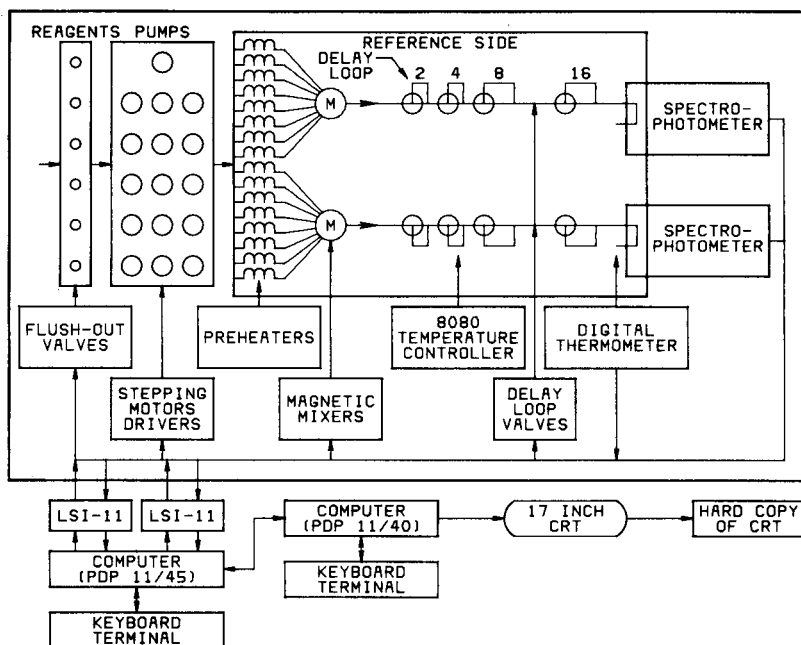 REAGENTS PUMPS
REFERENCE SIDE
DELAY
LOOP
2 4 8 16
M
SPECTRO-
PHOTOMETER
M
SPECTRO-
PHOTOMETER
FLUSH-OUT
VALVES
PREHEATERS
8080
TEMPERATURE
CONTROLLER
DIGITAL
THERMOMETER
STEPPING
MOTORS
DRIVERS
MAGNETIC
MIXERS
DELAY
LOOP
VALVES
LSI-11
LSI-11
COMPUTER
(PDP 11/40)
17 INCH
CRT
HARD COPY
OF CRT
COMPUTER
(PDP 11/45)
KEYBOARD
TERMINAL
KEYBOARD
TERMINAL